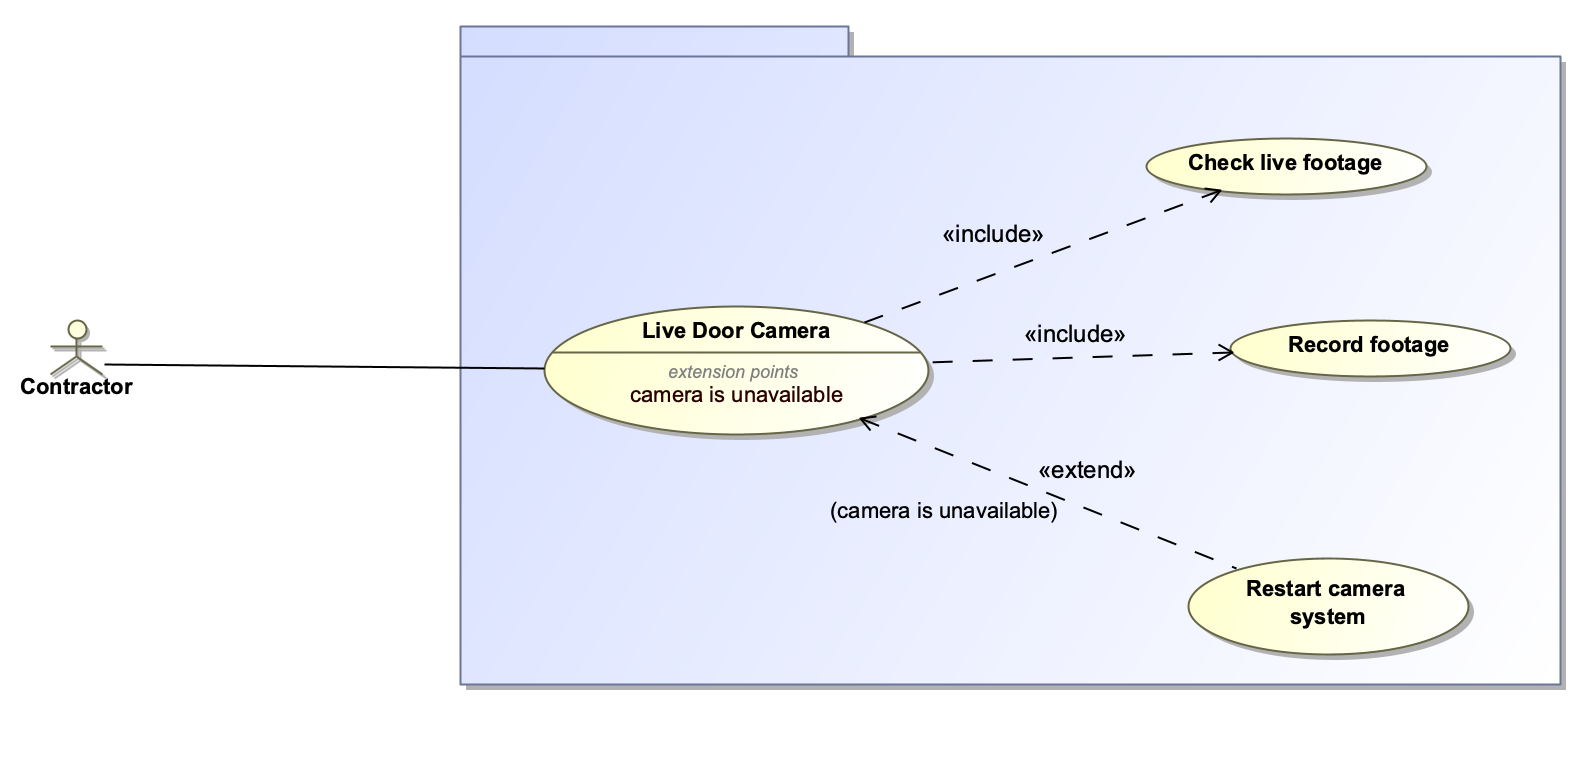 Check live footage
«include»
Live Door Camera
«include»
Record footage
extension points
camera is unavailable
Contractor
«extend»
(camera is unavailable)
Restart camera
system